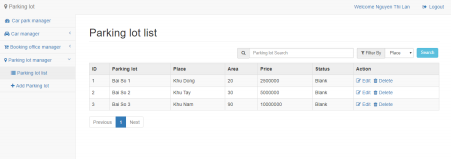 Parking lot
Welcome Nguyen Thi Lan
Logout
Car park manager
Car manager
Booking office manager
Parking lot manager
Parking lot list
Add Parking lot
Parking lot list
Parking lot Search
Filter By
Place
Search
ID Parking lot Place Area Price Status Action
1 Bai So 1 Khu Dong 20 2500000 Blank Edit Delete
2 Bai So 2 Khu Tay 30 5000000 Blank Edit Delete
3 Bai So 3 Khu Nam 50 10000000 Blank Edit Delete
Previous 1 Next